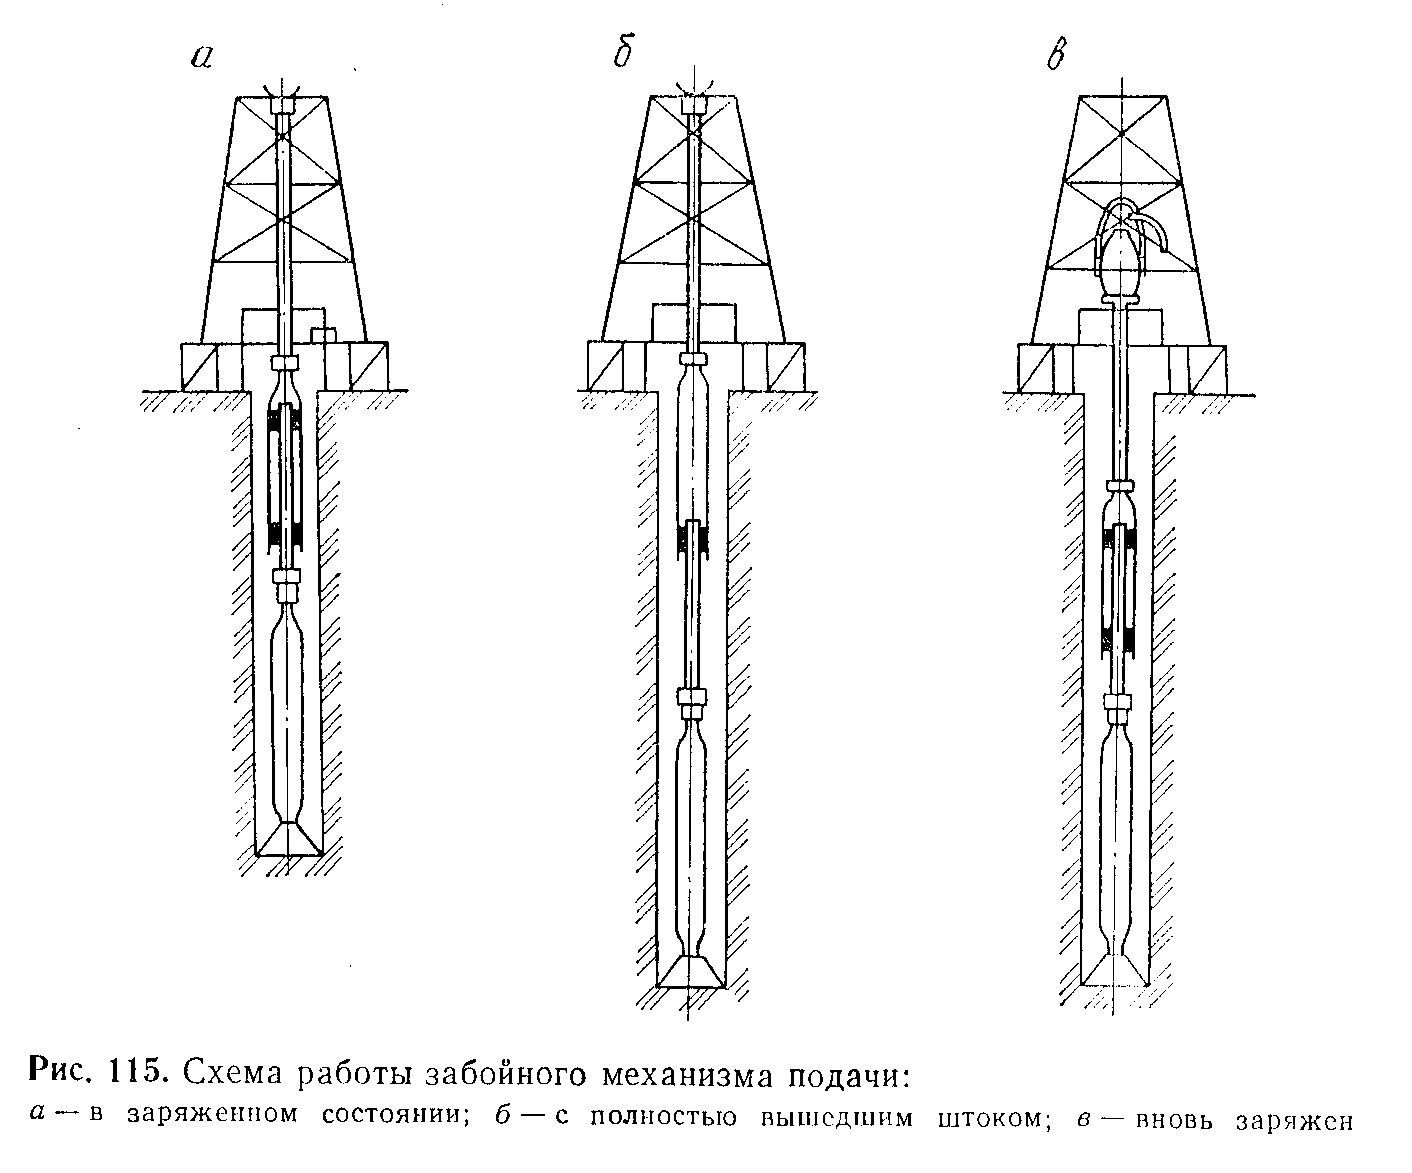 а б в
Рис. 115. Схема работы забойного механизма подачи:
а — в заряженном состоянии; б — с полностью вышедшим штоком; в — вновь заряжен